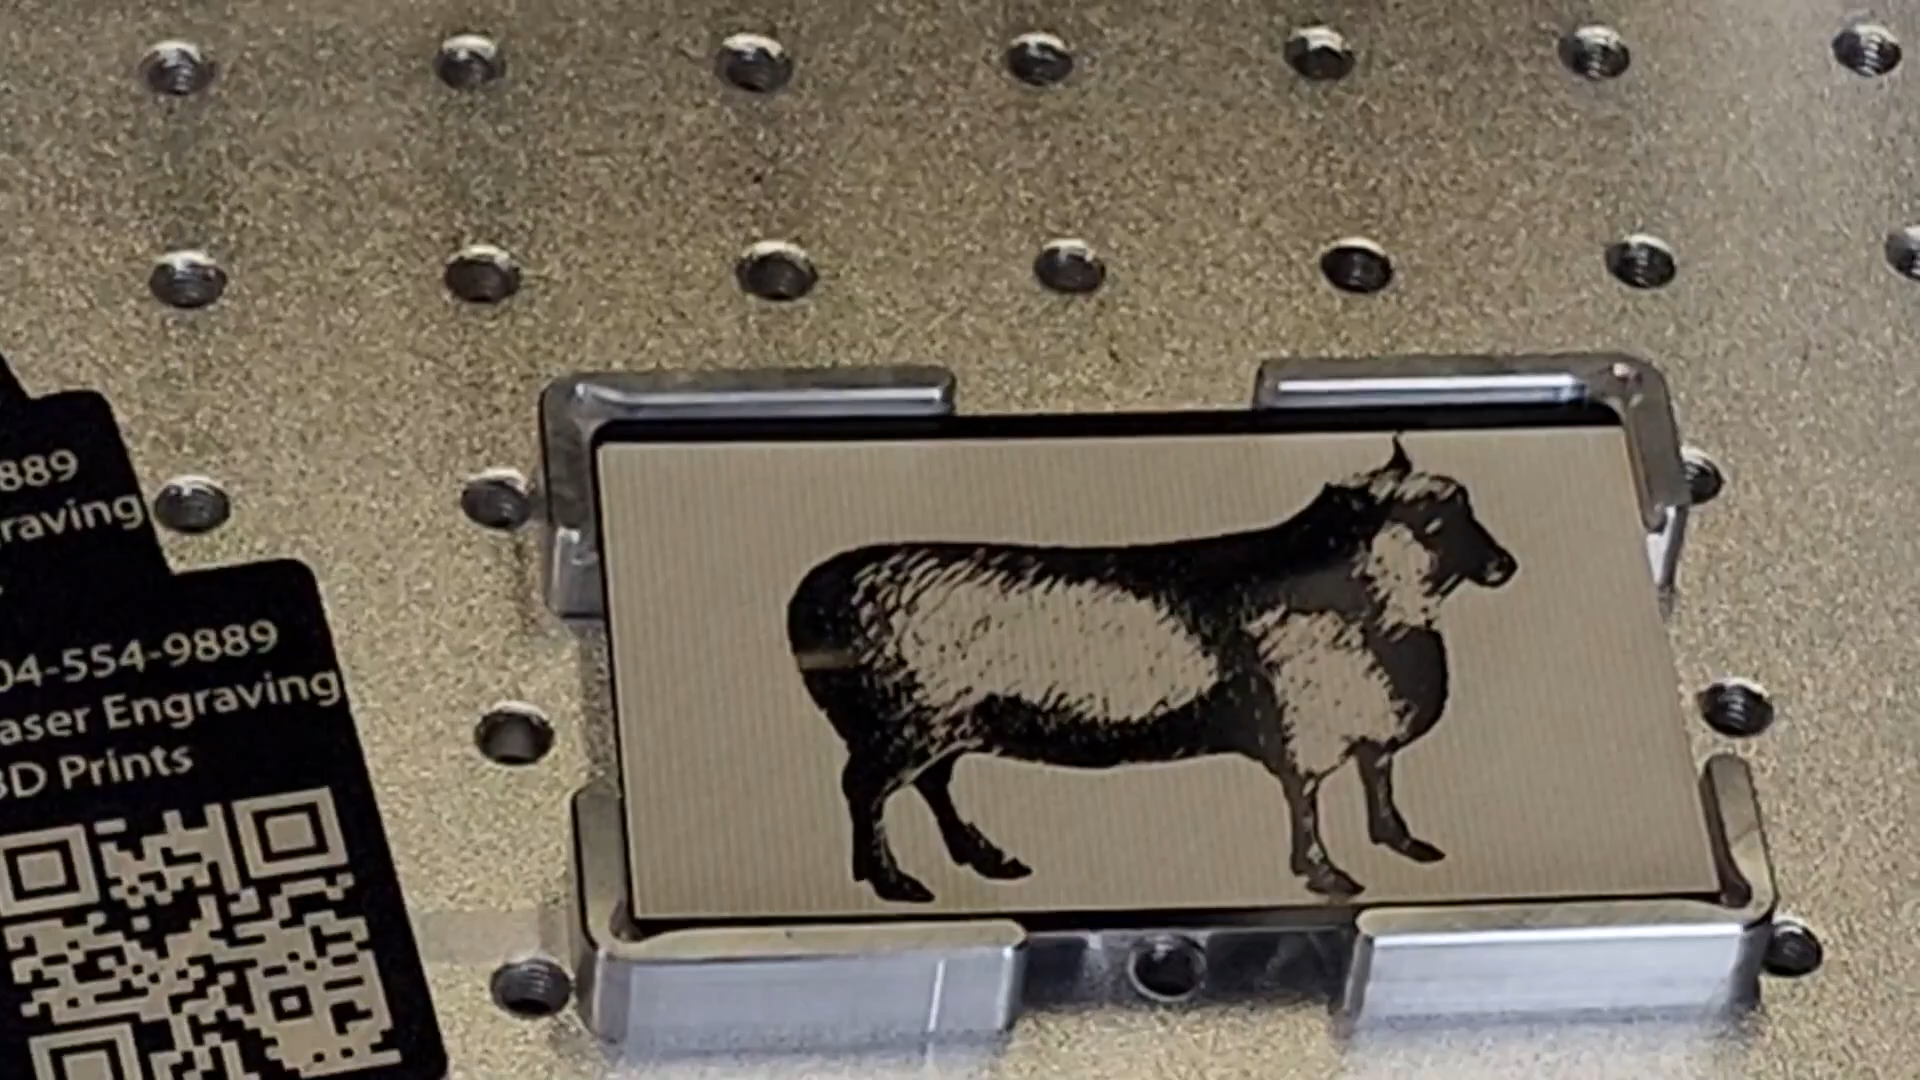 889
raving
04-554-9889
aser Engraving
3D Prints